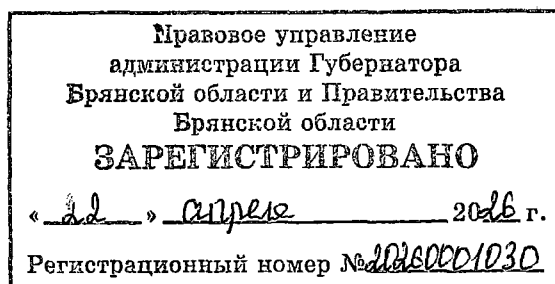 Правовое управление
администрации Губернатора
Брянской области и Правительства
Брянской области
ЗАРЕГИСТРИРОВАНО
«22» апреля 2026 г.
Регистрационный номер №20260001030